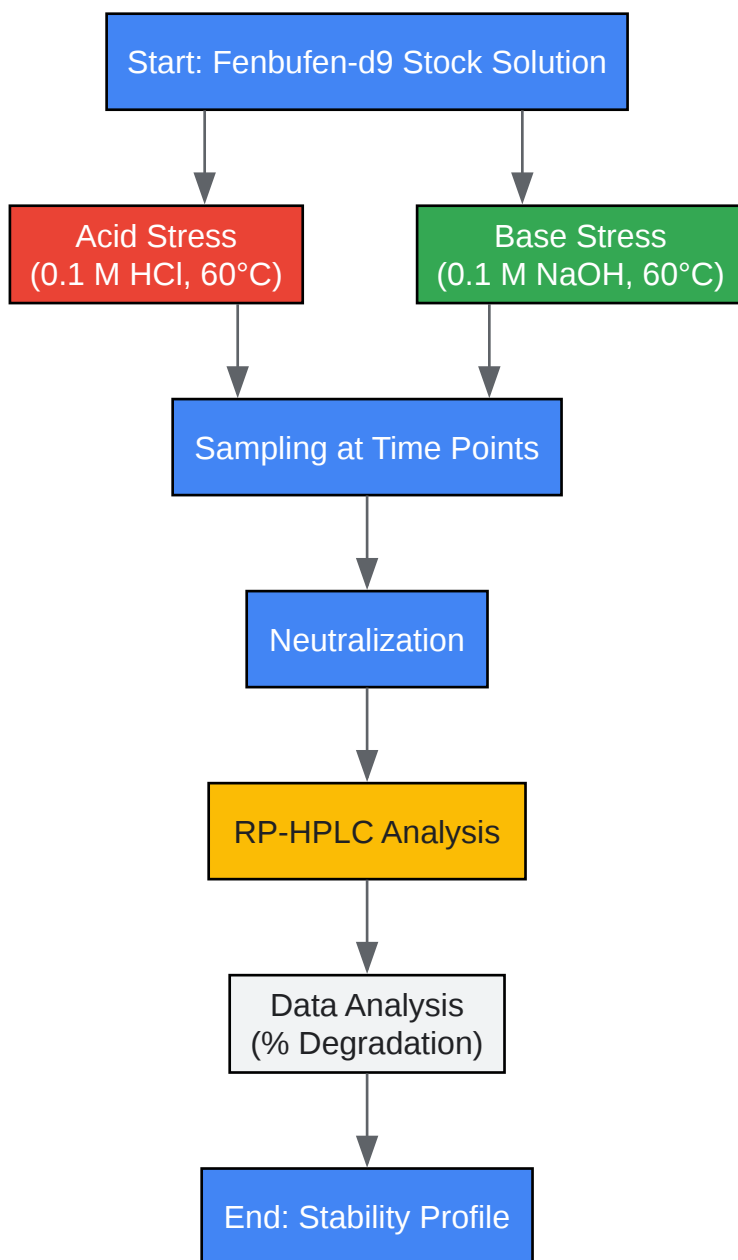 Start: Fenbufen-d9 Stock Solution
Acid Stress
(0.1 M HCl, 60°C)
Base Stress
(0.1 M NaOH, 60°C)
Sampling at Time Points
Neutralization
RP-HPLC Analysis
Data Analysis
(% Degradation)
End: Stability Profile